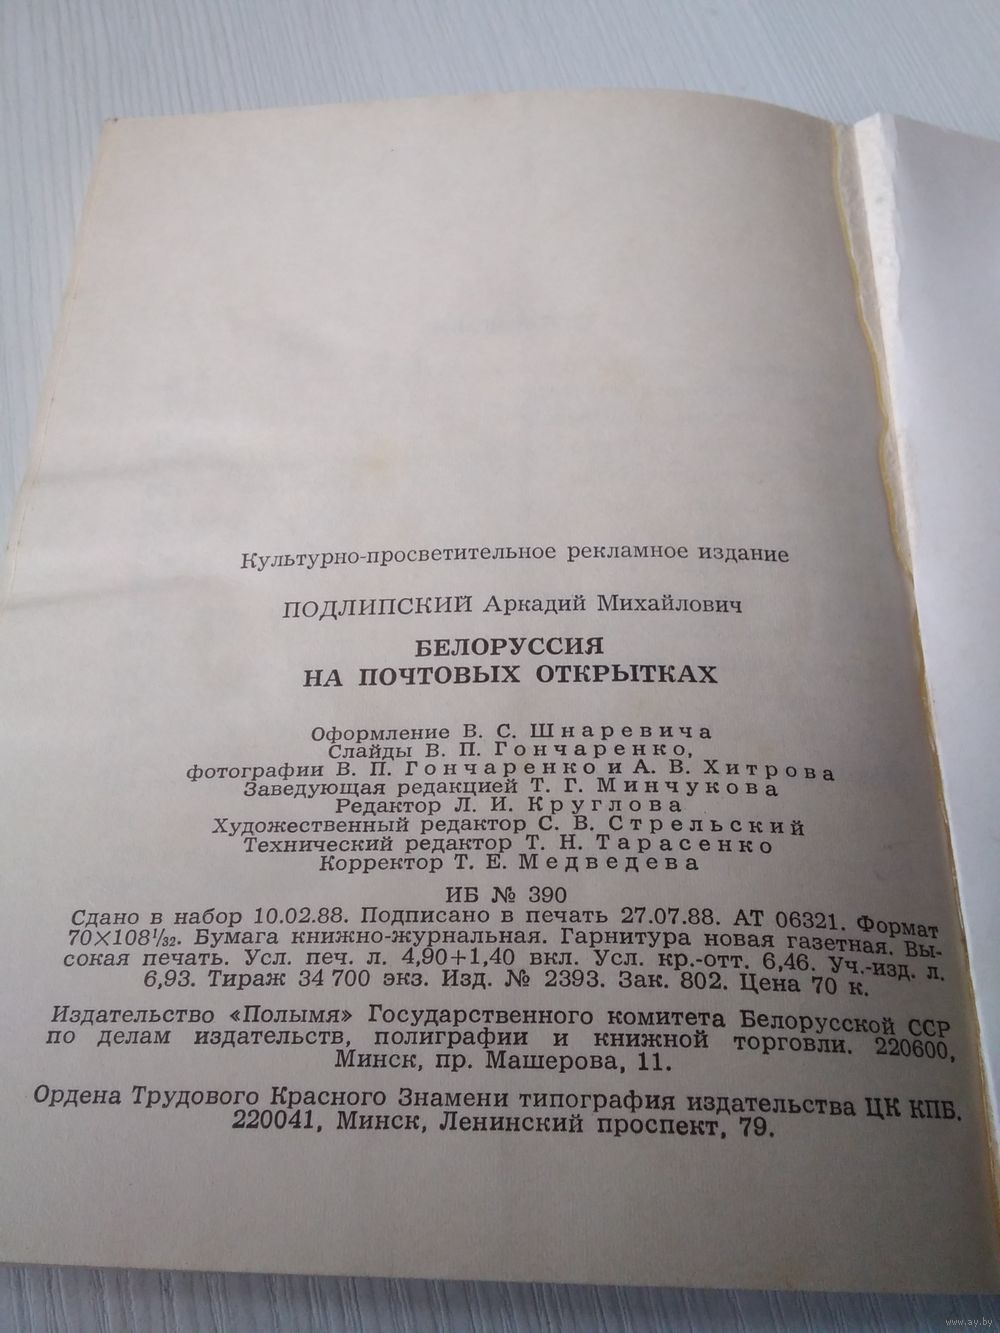 Культурно-просветительное рекламное издание
ПОДЛИПСКИЙ Аркадий Михайлович
БЕЛОРУССИЯ
НА ПОЧТОВЫХ ОТКРЫТКАХ
Оформление В. С. Шнаревича
Слайды В. П. Гончаренко,
фотографии В. П. Гончаренко и А. В. Хитрова
Заведующая редакцией Т. Г. Минчукова
Редактор Л. И. Круглова
Художественный редактор С. В. Стрельский
Технический редактор Т. Н. Тарасенко
Корректор Т. Е. Медведева
ИБ № 390
Сдано в набор 10.02.88. Подписано в печать 27.07.88. АТ 06321. Формат
70×108 1/32. Бумага книжно-журнальная. Гарнитура новая газетная. Вы-
сокая печать. Усл. печ. л. 4,90+1,40 вкл. Усл. кр.-отт. 6,46. Уч.-изд. л.
6,93. Тираж 34 700 экз. Изд. № 2393. Зак. 802. Цена 70 к.
Издательство «Полымя» Государственного комитета Белорусской ССР
по делам издательств, полиграфии и книжной торговли. 220600,
Минск, пр. Машерова, 11.
Ордена Трудового Красного Знамени типография издательства ЦК КПБ.
220041, Минск, Ленинский проспект, 79.
www.ay.by